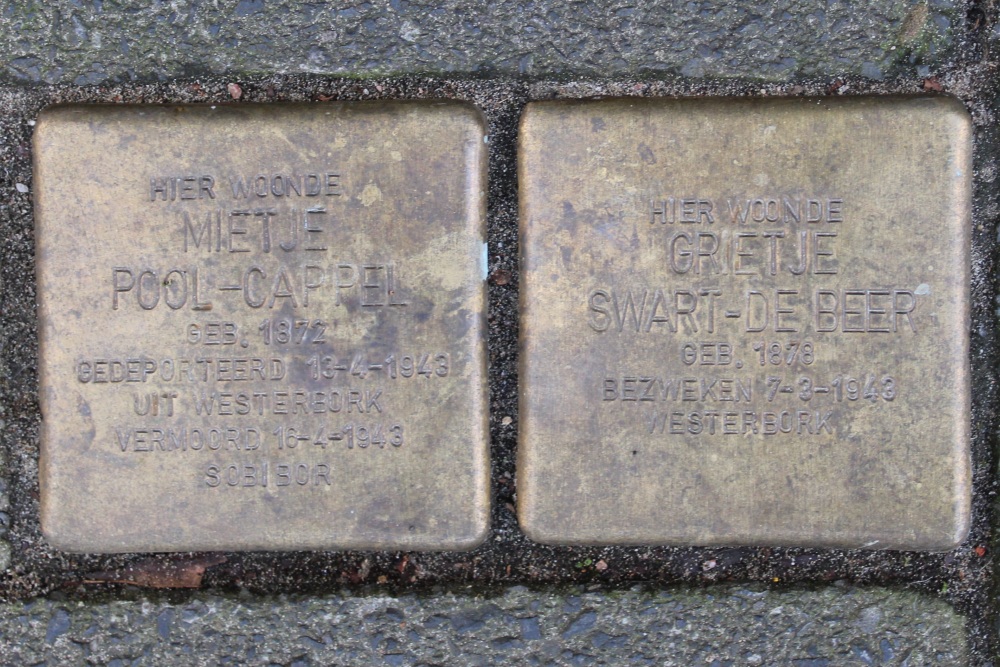 HIER WOONDE
MIETJE
POOL-CAPPEL
GEB. 1872
GEDEPORTEERD 13-4-1943
UIT WESTERBORK
VERMOORD 16-4-1943
SOBIBOR
HIER WOONDE
GRIETJE
SWART-DE BEER
GEB. 1878
BEZWEKEN 7-3-1943
WESTERBORK